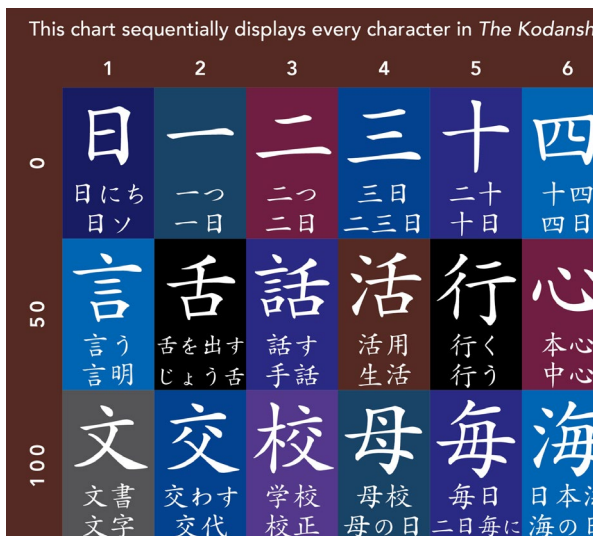 This chart sequentially displays every character in The Kodansh
1 2 3 4 5 6
0
日 一 二 三 十 四
日にち 一つ 二つ 三日 二十 十四
日ソ 一日 二日 二三日 十日 四日
50
言 舌 話 活 行 心
言う 舌を出す 話す 活用 行く 本心
言明 じょう舌 手話 生活 行う 中心
100
文 交 校 母 毎 海
文書 交わす 学校 母校 毎日 日本海
文字 交代 校正 母の日 二日毎に 海の日